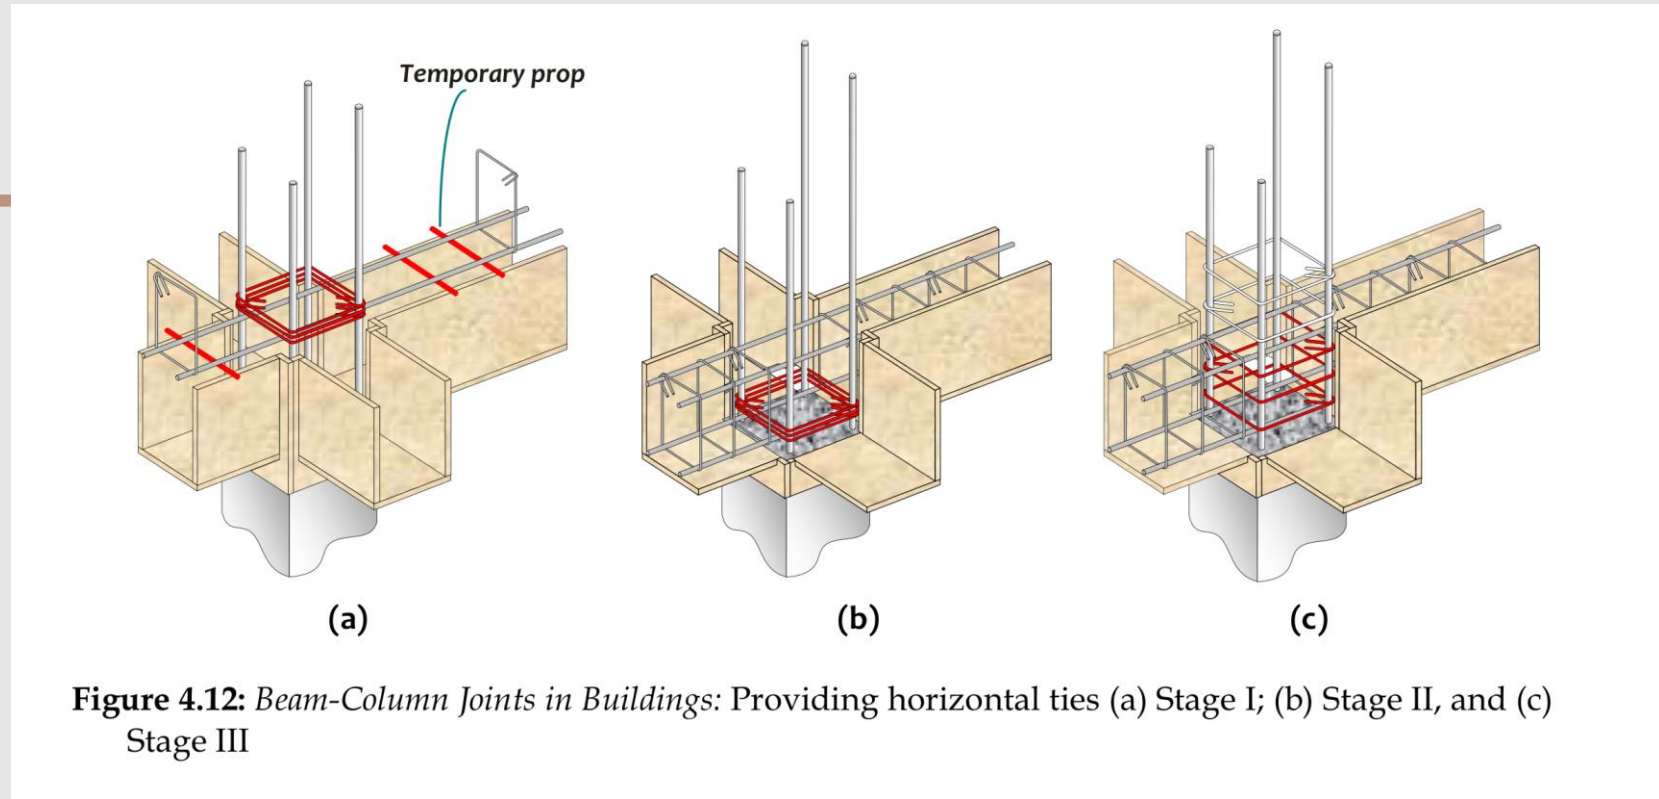 Temporary prop
(a)
(b)
(c)
Figure 4.12: Beam-Column Joints in Buildings: Providing horizontal ties (a) Stage I; (b) Stage II, and (c)
Stage III